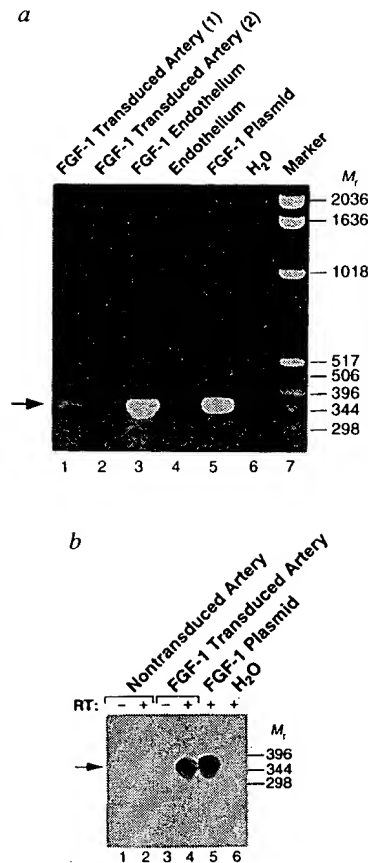 a
FGF-1 Transduced Artery (1)
FGF-1 Transduced Artery (2)
FGF-1 Endothelium
Endothelium
FGF-1 Plasmid
H₂O
Marker
Mr
2036
1636
1018
517
506
396
344
298
1 2 3 4 5 6 7
b
Nontransduced Artery
FGF-1 Transduced Artery
FGF-1 Plasmid
H₂O
RT: − + − + + +
Mr
396
344
298
1 2 3 4 5 6